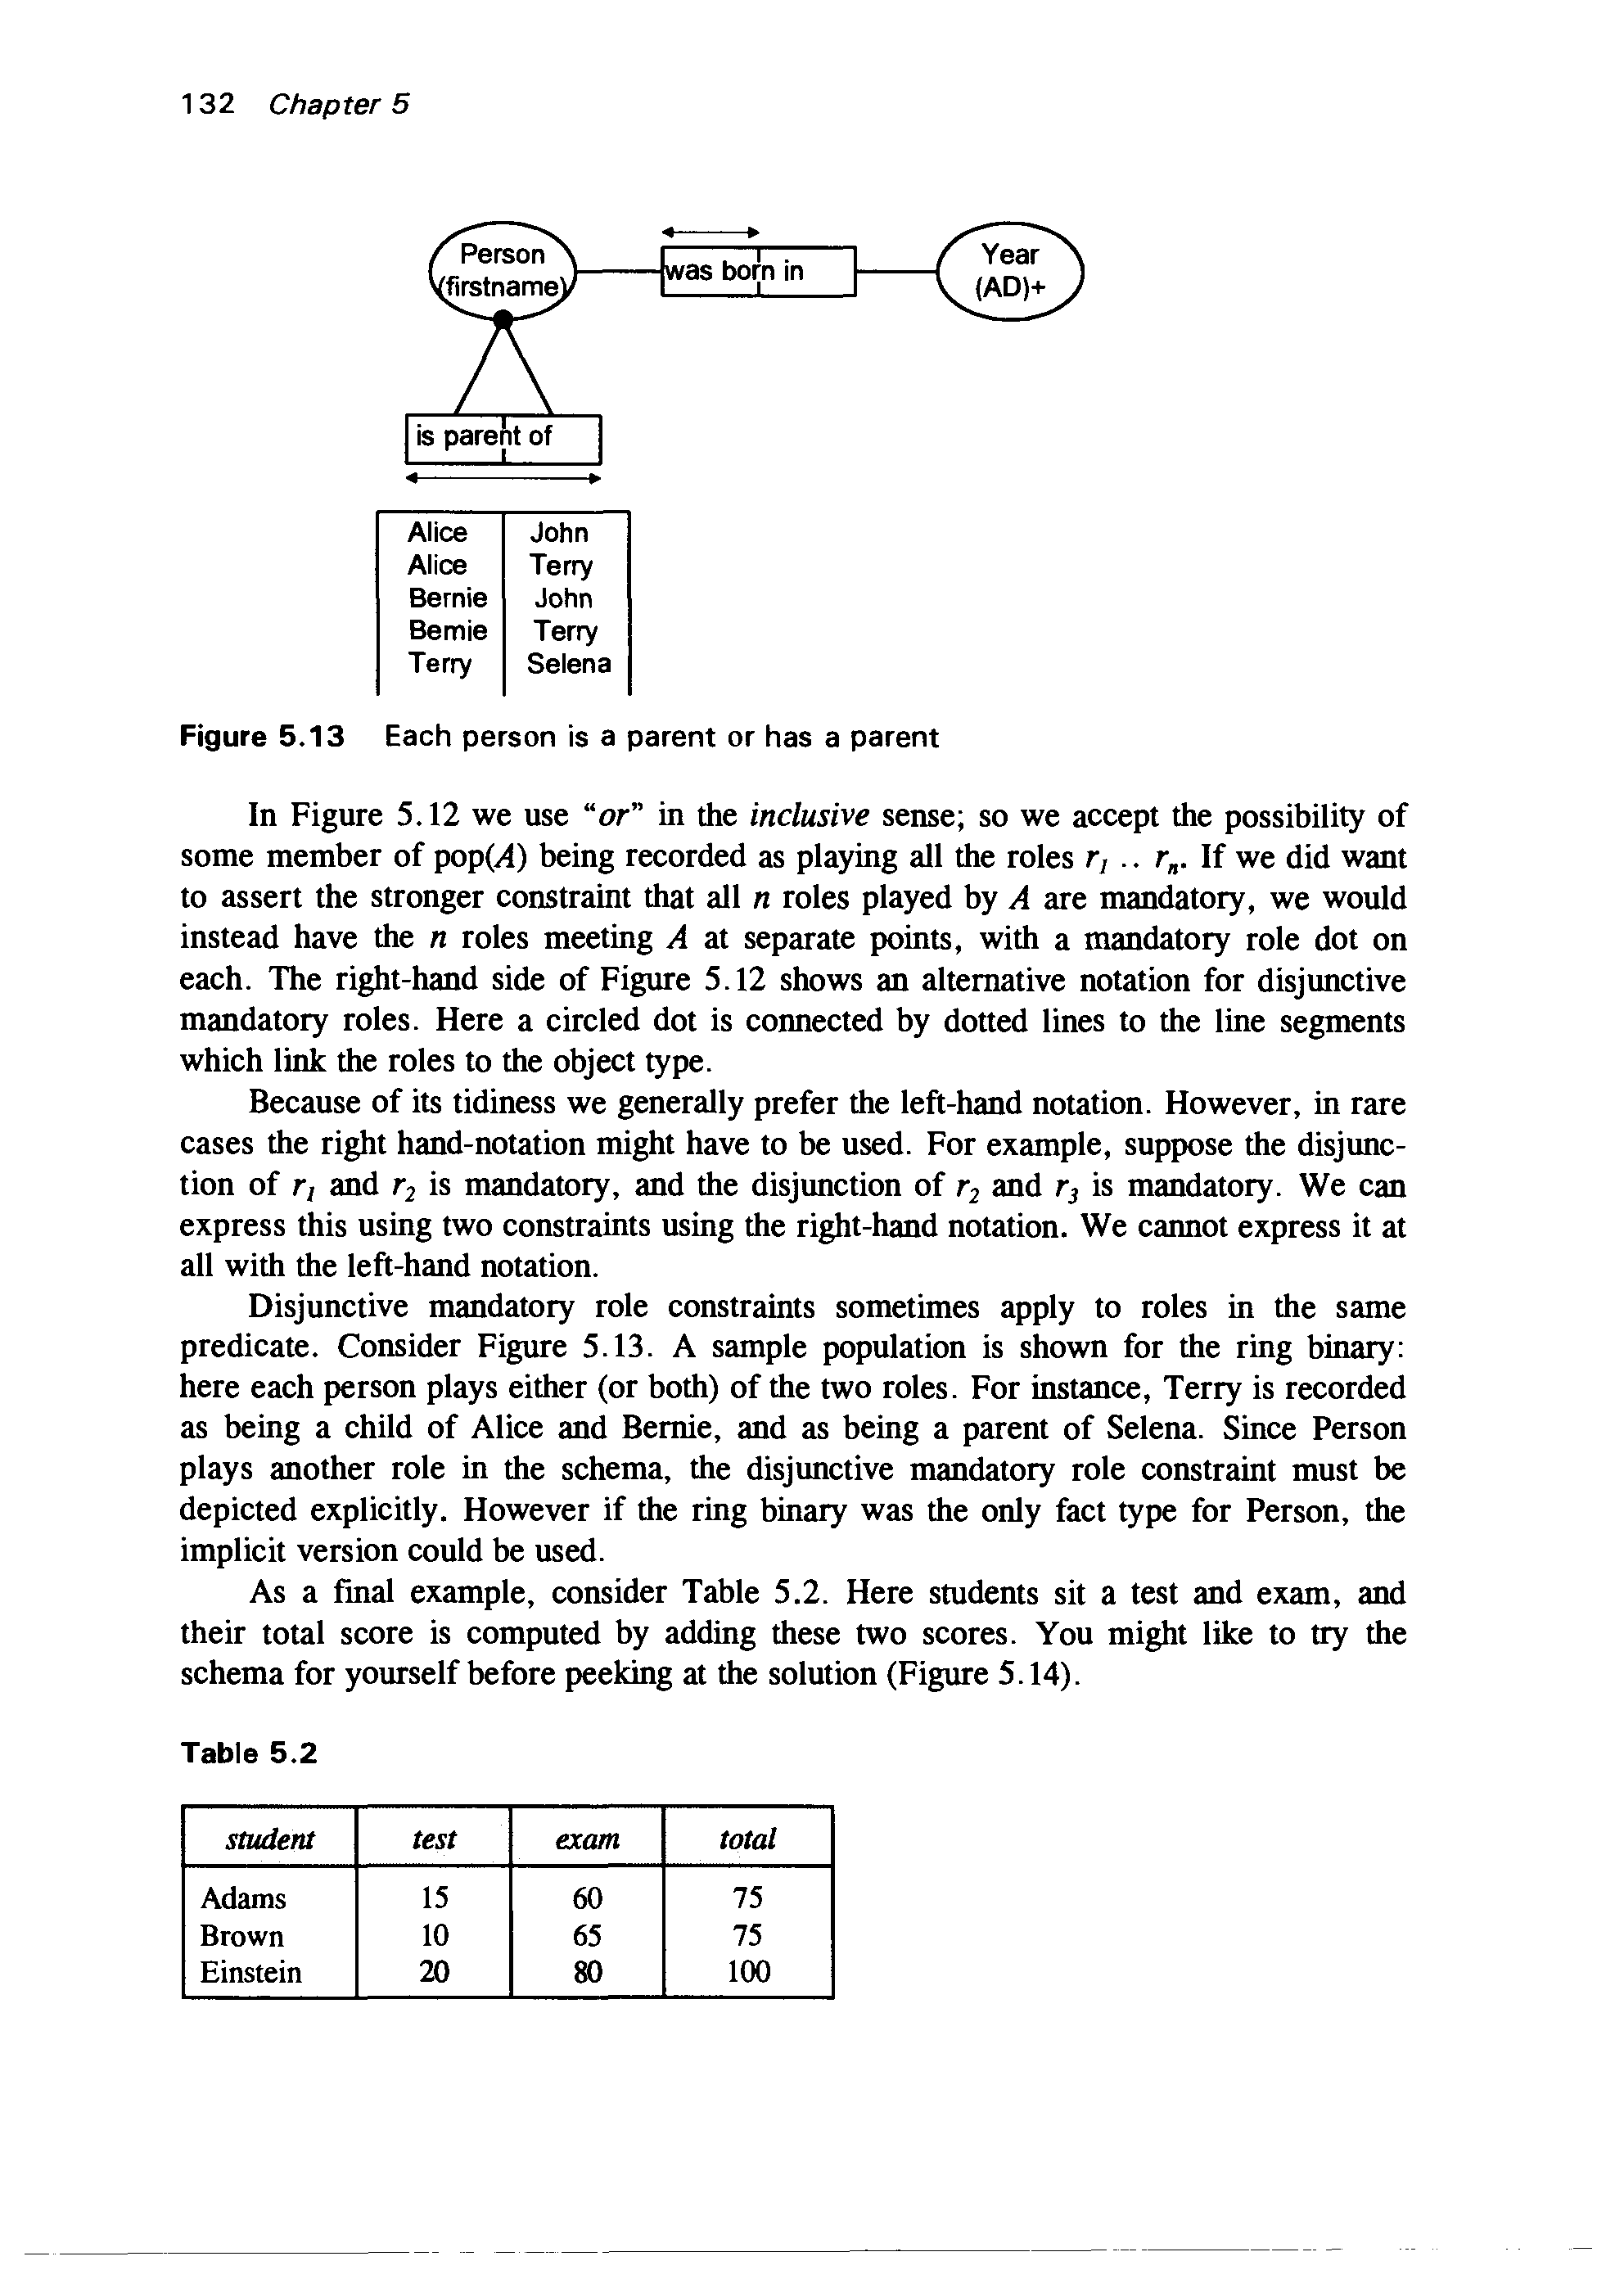 132 Chapter 5
Person
(firstname)
was born in
Year
(AD)+
is parent of
Alice John
Alice Terry
Bernie John
Bernie Terry
Terry Selena
Figure 5.13 Each person is a parent or has a parent
In Figure 5.12 we use “or” in the inclusive sense; so we accept the possibility of
some member of pop(A) being recorded as playing all the roles r1 .. rn. If we did want
to assert the stronger constraint that all n roles played by A are mandatory, we would
instead have the n roles meeting A at separate points, with a mandatory role dot on
each. The right-hand side of Figure 5.12 shows an alternative notation for disjunctive
mandatory roles. Here a circled dot is connected by dotted lines to the line segments
which link the roles to the object type.
Because of its tidiness we generally prefer the left-hand notation. However, in rare
cases the right hand-notation might have to be used. For example, suppose the disjunc-
tion of r1 and r2 is mandatory, and the disjunction of r2 and r3 is mandatory. We can
express this using two constraints using the right-hand notation. We cannot express it at
all with the left-hand notation.
Disjunctive mandatory role constraints sometimes apply to roles in the same
predicate. Consider Figure 5.13. A sample population is shown for the ring binary:
here each person plays either (or both) of the two roles. For instance, Terry is recorded
as being a child of Alice and Bernie, and as being a parent of Selena. Since Person
plays another role in the schema, the disjunctive mandatory role constraint must be
depicted explicitly. However if the ring binary was the only fact type for Person, the
implicit version could be used.
As a final example, consider Table 5.2. Here students sit a test and exam, and
their total score is computed by adding these two scores. You might like to try the
schema for yourself before peeking at the solution (Figure 5.14).
Table 5.2
student test exam total
Adams 15 60 75
Brown 10 65 75
Einstein 20 80 100